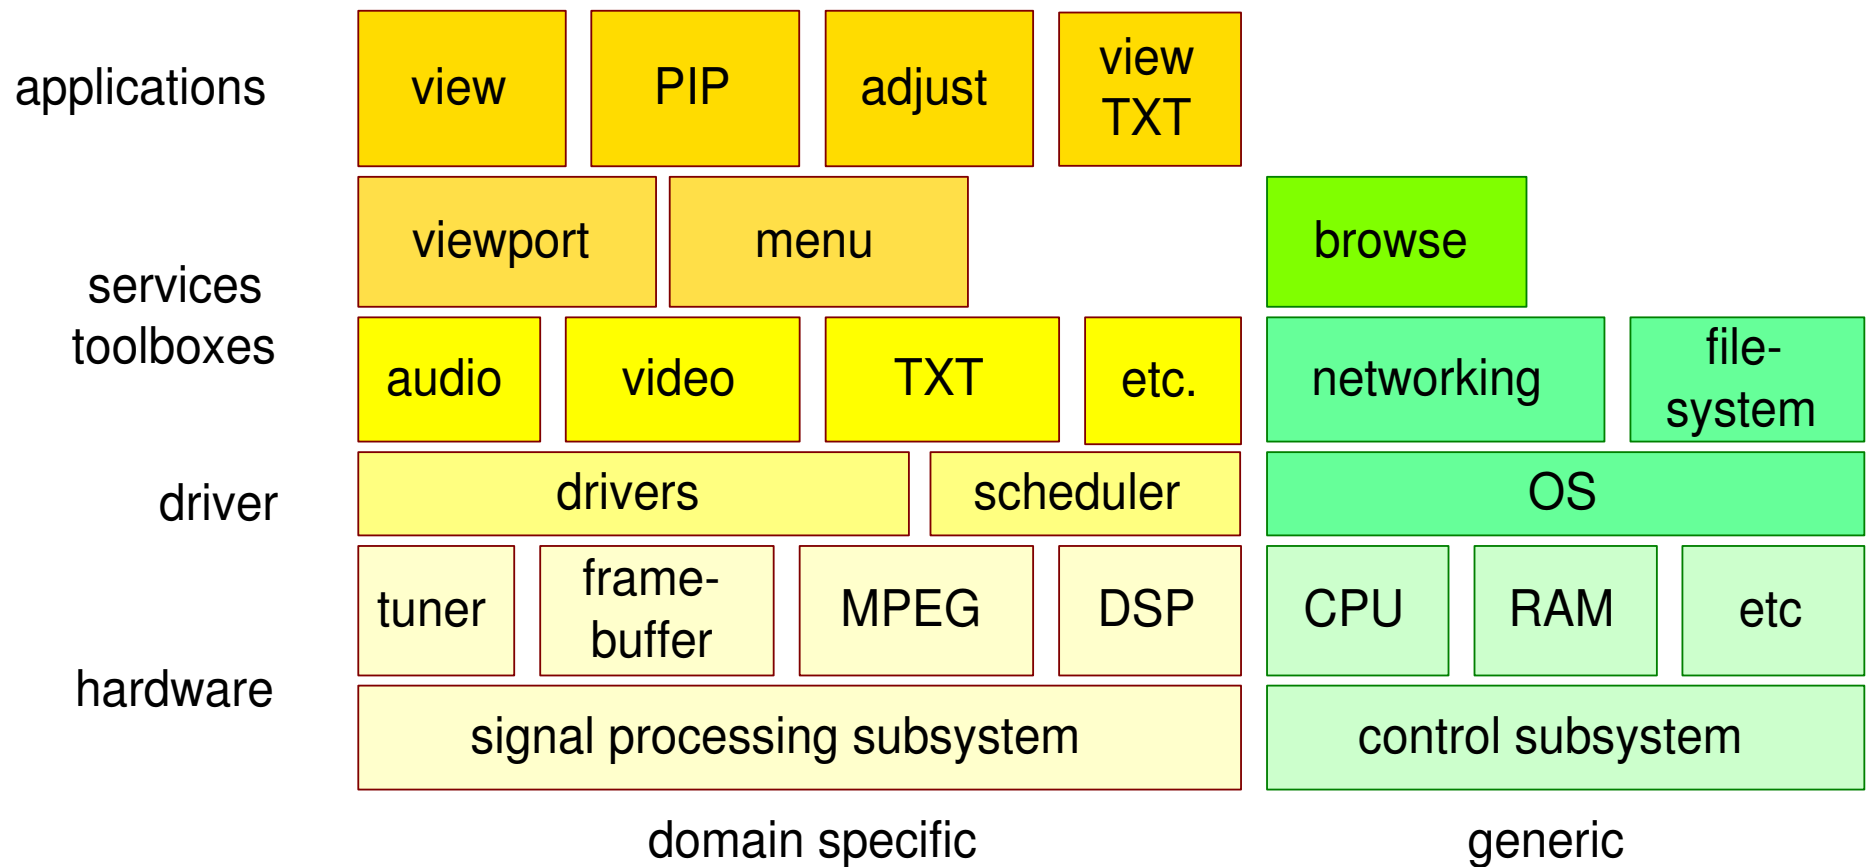 applications
view
PIP
adjust
view
TXT
services
toolboxes
viewport
menu
browse
audio
video
TXT
etc.
networking
file-
system
driver
drivers
scheduler
OS
hardware
tuner
frame-
buffer
MPEG
DSP
CPU
RAM
etc
signal processing subsystem
control subsystem
domain specific
generic